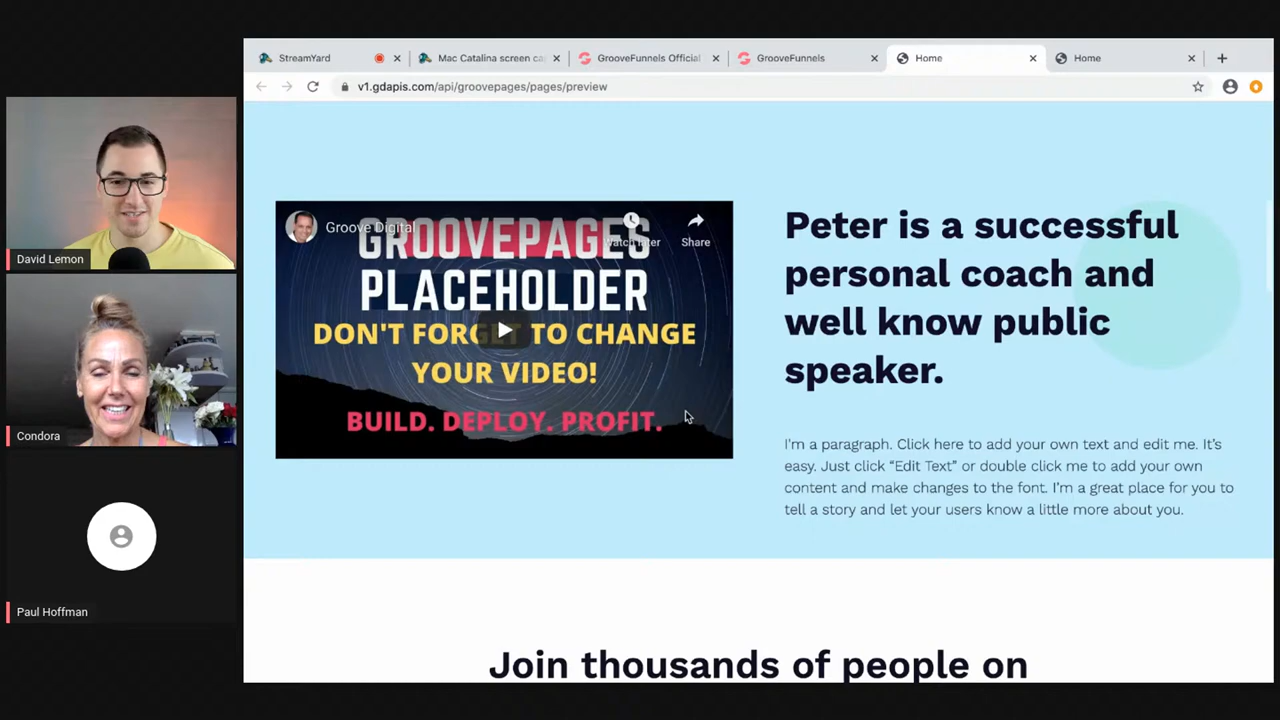 StreamYard
Mac Catalina screen ca
GrooveFunnels Official
GrooveFunnels
Home
Home
v1.gdapis.com/api/groovepages/pages/preview
David Lemon
Condora
Paul Hoffman
Groove Digital
Watch later
Share
GROOVEPAGES
PLACEHOLDER
DON'T FORGET TO CHANGE
YOUR VIDEO!
BUILD. DEPLOY. PROFIT.
Peter is a successful
personal coach and
well know public
speaker.
I'm a paragraph. Click here to add your own text and edit me. It's
easy. Just click “Edit Text” or double click me to add your own
content and make changes to the font. I'm a great place for you to
tell a story and let your users know a little more about you.
Join thousands of people on